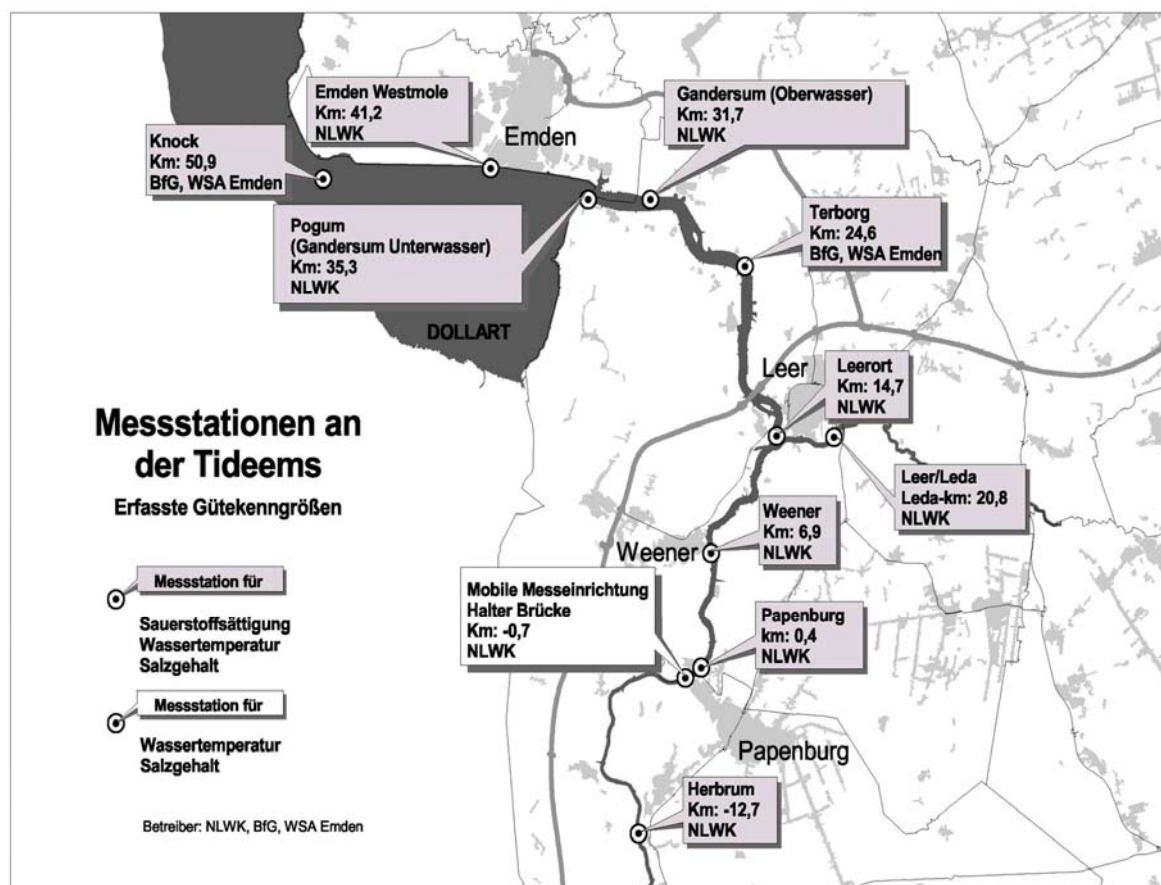 Emden Westmole
Km: 41,2
NLWK
Gandersum (Oberwasser)
Km: 31,7
NLWK
Emden
Knock
Km: 50,9
BfG, WSA Emden
Pogum
(Gandersum Unterwasser)
Km: 35,3
NLWK
Terborg
Km: 24,6
BfG, WSA Emden
DOLLART
Leer
Leerort
Km: 14,7
NLWK
Messstationen an
der Tideems
Erfasste Gütekenngrößen
Leer/Leda
Leda-km: 20,8
NLWK
Weener
Km: 6,9
NLWK
Weener
Messstation für
Sauerstoffsättigung
Wassertemperatur
Salzgehalt
Mobile Messeinrichtung
Halter Brücke
Km: -0,7
NLWK
Papenburg
km: 0,4
NLWK
Messstation für
Wassertemperatur
Salzgehalt
Papenburg
Herbrum
Km: -12,7
NLWK
Betreiber: NLWK, BfG, WSA Emden